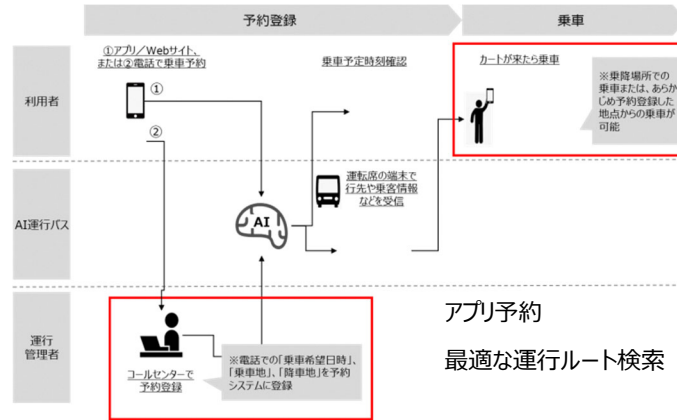 予約登録
乗車
利用者
①アプリ／Webサイト、
または②電話で乗車予約
①
②
乗車予定時刻確認
カートが来たら乗車
※乗降場所での
乗車または、あらか
じめ予約登録した
地点からの乗車が
可能
AI運行バス
AI
運転席の端末で
行先や乗客情報
などを受信
運行
管理者
コールセンターで
予約登録
※電話での「乗車希望日時」、
「乗車地」、「降車地」を予約
システムに登録
アプリ予約
最適な運行ルート検索